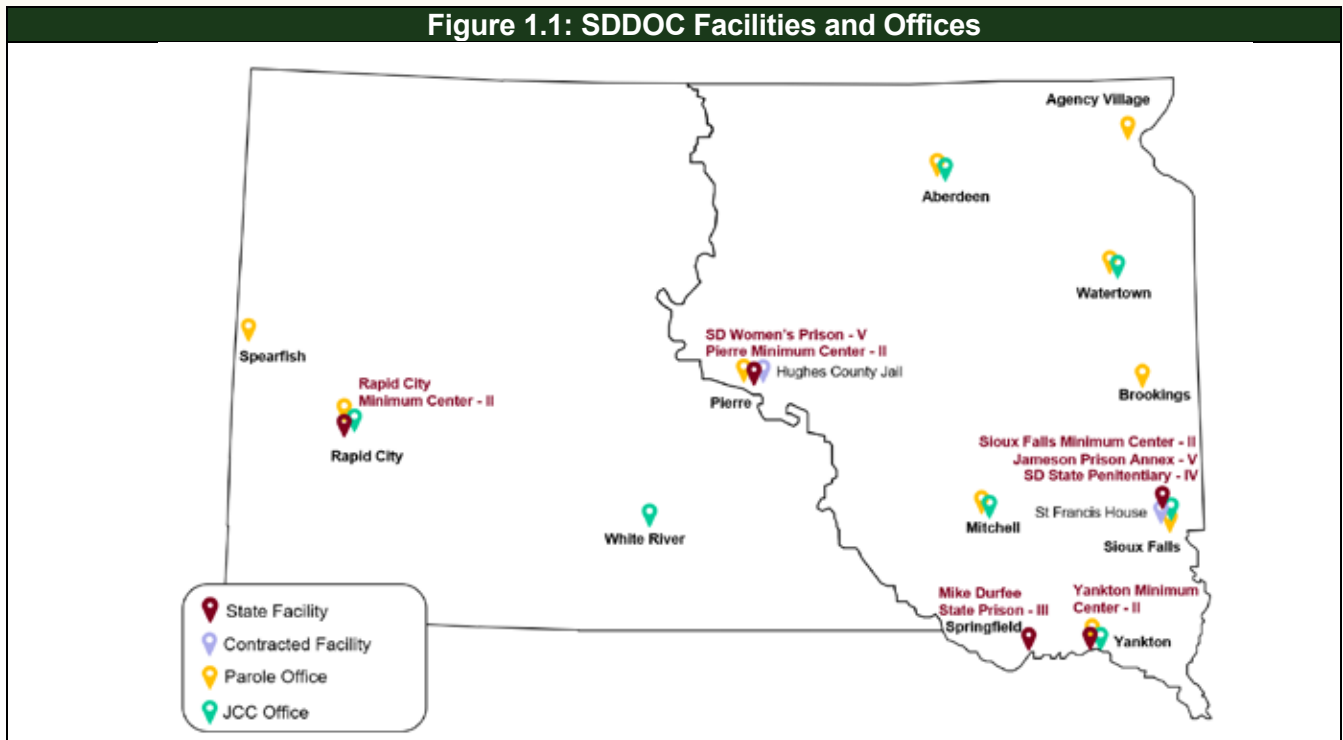 Figure 1.1: SDDOC Facilities and Offices
Agency Village
Aberdeen
Watertown
Spearfish
SD Women's Prison - V
Pierre Minimum Center - II
Hughes County Jail
Pierre
Brookings
Rapid City
Minimum Center - II
Rapid City
Sioux Falls Minimum Center - II
Jameson Prison Annex - V
SD State Penitentiary - IV
St Francis House
Sioux Falls
Mitchell
White River
Mike Durfee
State Prison - III
Springfield
Yankton Minimum
Center - II
Yankton
State Facility
Contracted Facility
Parole Office
JCC Office